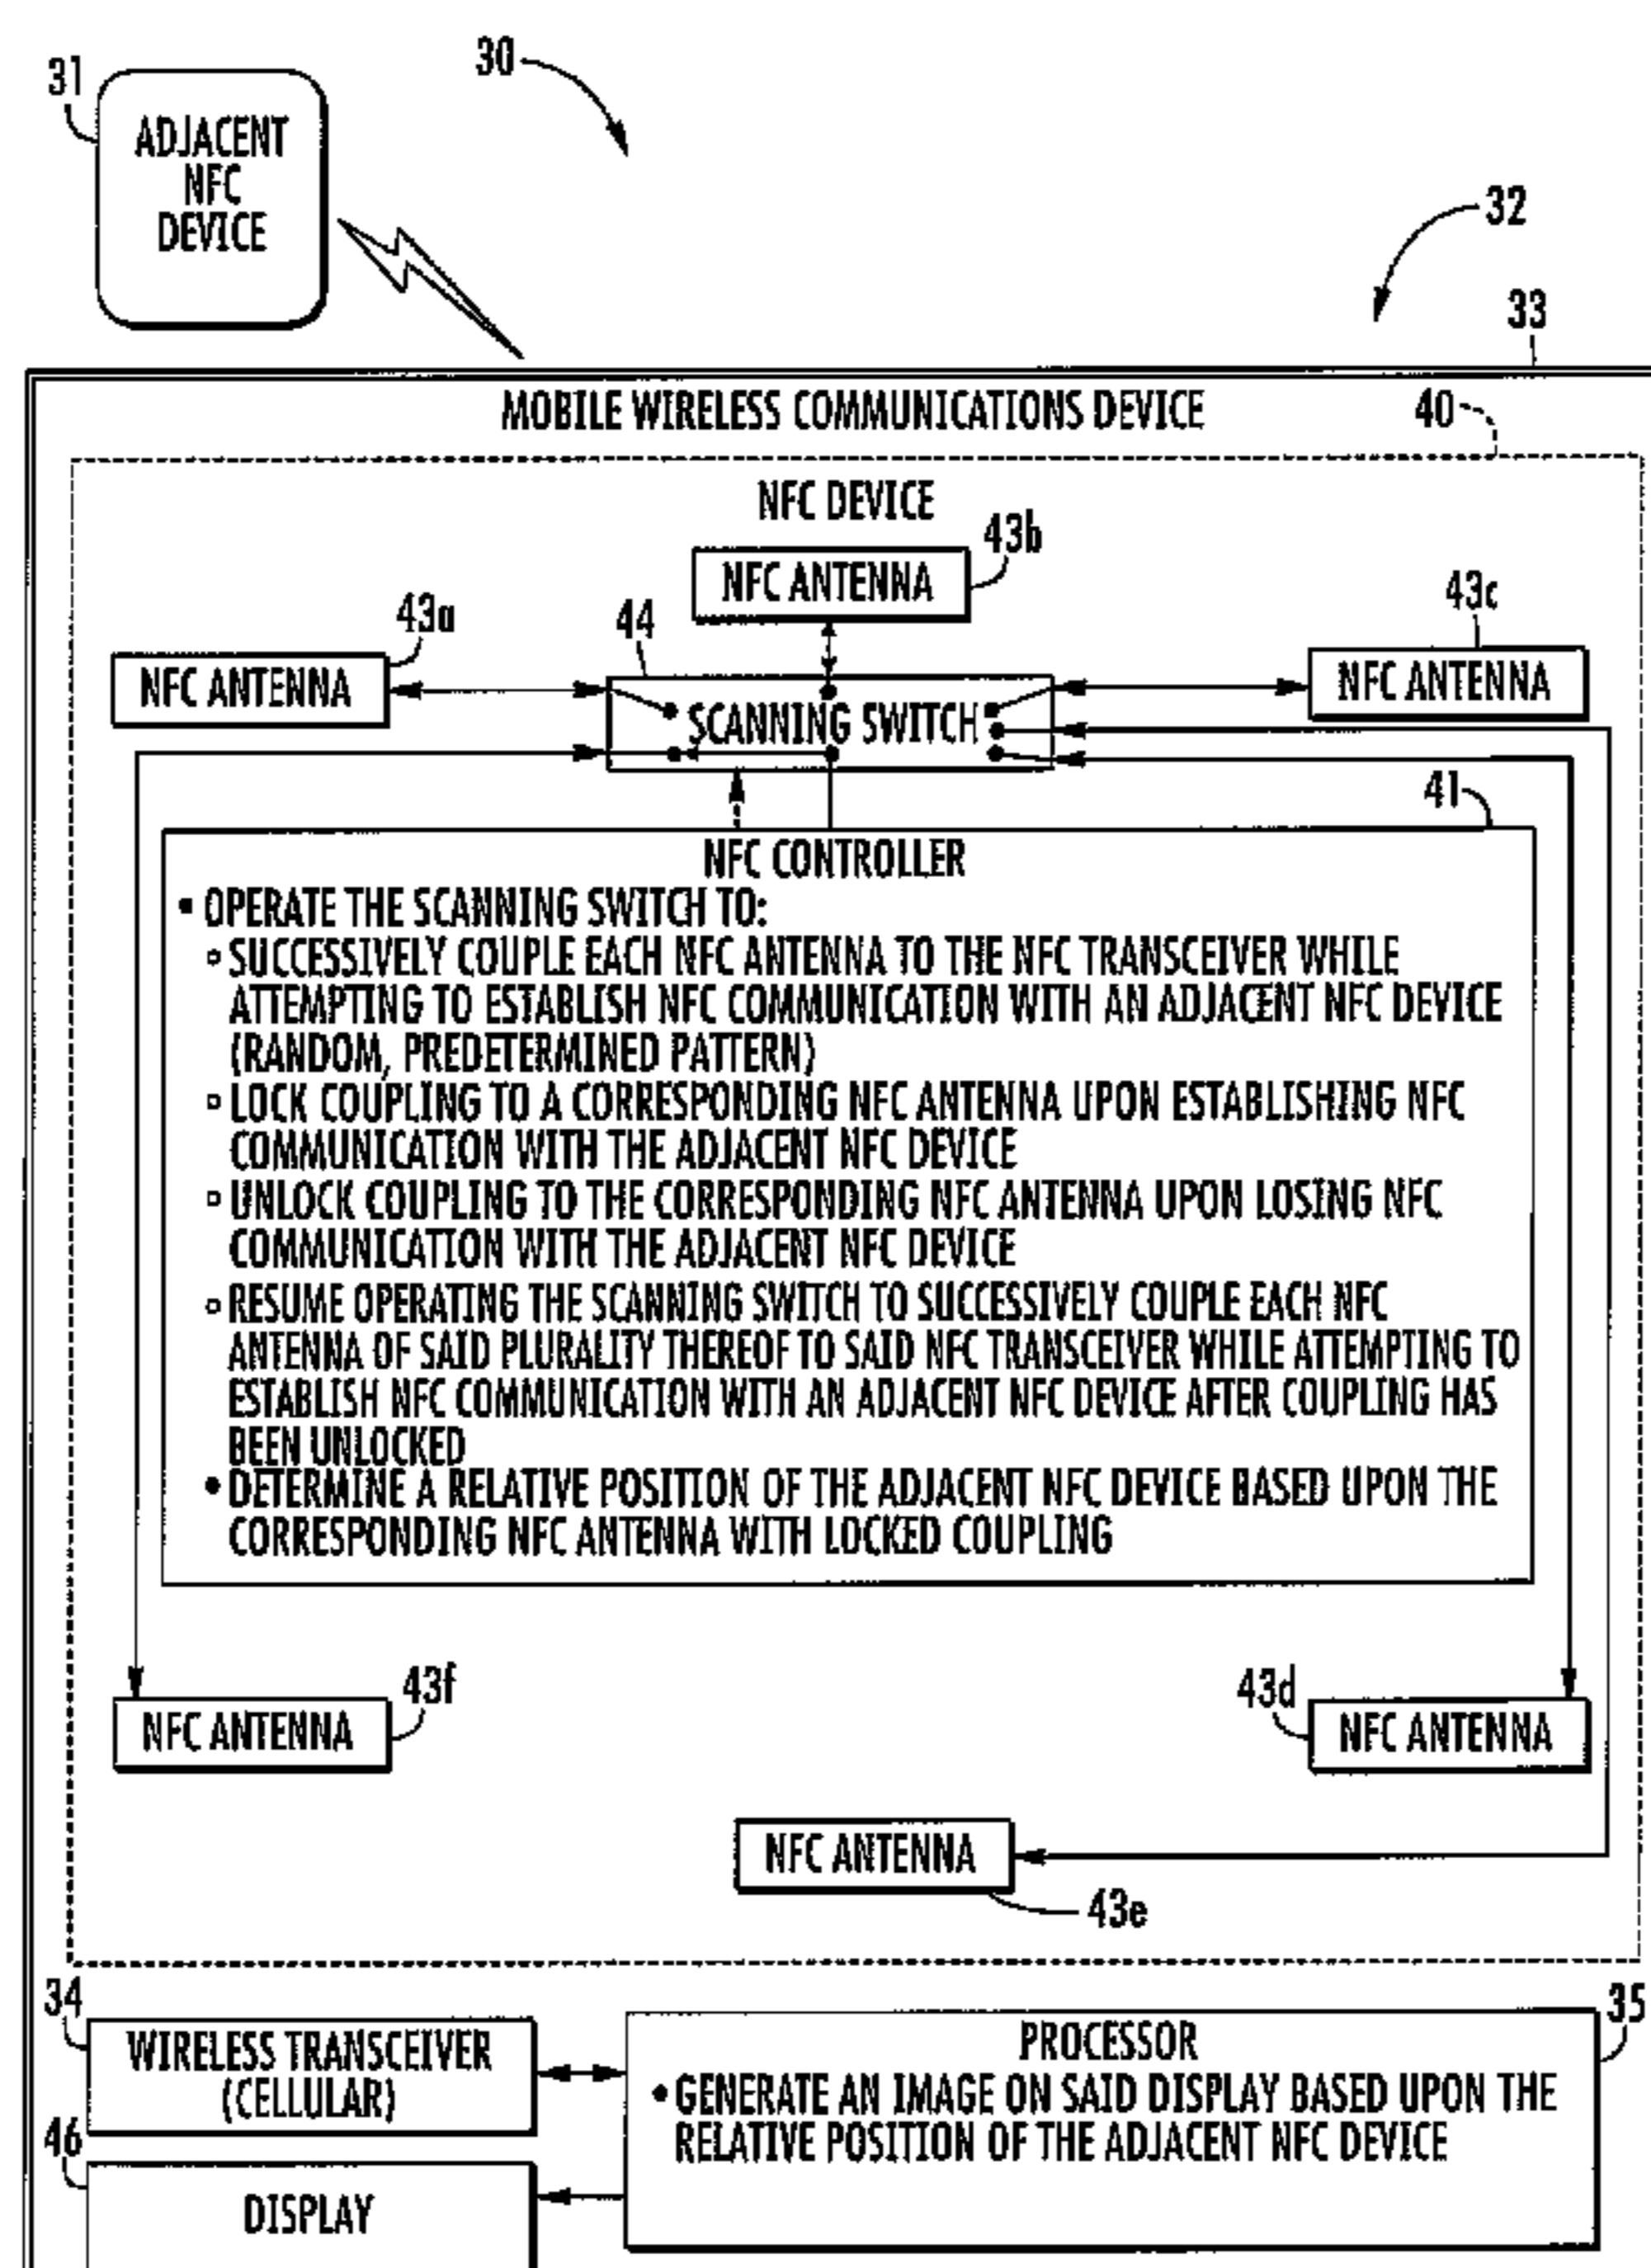 30
31
ADJACENT
NFC
DEVICE
32
33
MOBILE WIRELESS COMMUNICATIONS DEVICE
40
NFC DEVICE
43b
NFC ANTENNA
43a
44
43c
NFC ANTENNA
NFC ANTENNA
SCANNING SWITCH
41
NFC CONTROLLER
• OPERATE THE SCANNING SWITCH TO:
◦ SUCCESSIVELY COUPLE EACH NFC ANTENNA TO THE NFC TRANSCEIVER WHILE
ATTEMPTING TO ESTABLISH NFC COMMUNICATION WITH AN ADJACENT NFC DEVICE
(RANDOM, PREDETERMINED PATTERN)
◦ LOCK COUPLING TO A CORRESPONDING NFC ANTENNA UPON ESTABLISHING NFC
COMMUNICATION WITH THE ADJACENT NFC DEVICE
◦ UNLOCK COUPLING TO THE CORRESPONDING NFC ANTENNA UPON LOSING NFC
COMMUNICATION WITH THE ADJACENT NFC DEVICE
◦ RESUME OPERATING THE SCANNING SWITCH TO SUCCESSIVELY COUPLE EACH NFC
ANTENNA OF SAID PLURALITY THEREOF TO SAID NFC TRANSCEIVER WHILE ATTEMPTING TO
ESTABLISH NFC COMMUNICATION WITH AN ADJACENT NFC DEVICE AFTER COUPLING HAS
BEEN UNLOCKED
• DETERMINE A RELATIVE POSITION OF THE ADJACENT NFC DEVICE BASED UPON THE
CORRESPONDING NFC ANTENNA WITH LOCKED COUPLING
43f
43d
NFC ANTENNA
NFC ANTENNA
NFC ANTENNA
43e
34
35
WIRELESS TRANSCEIVER
(CELLULAR)
PROCESSOR
• GENERATE AN IMAGE ON SAID DISPLAY BASED UPON THE
RELATIVE POSITION OF THE ADJACENT NFC DEVICE
46
DISPLAY